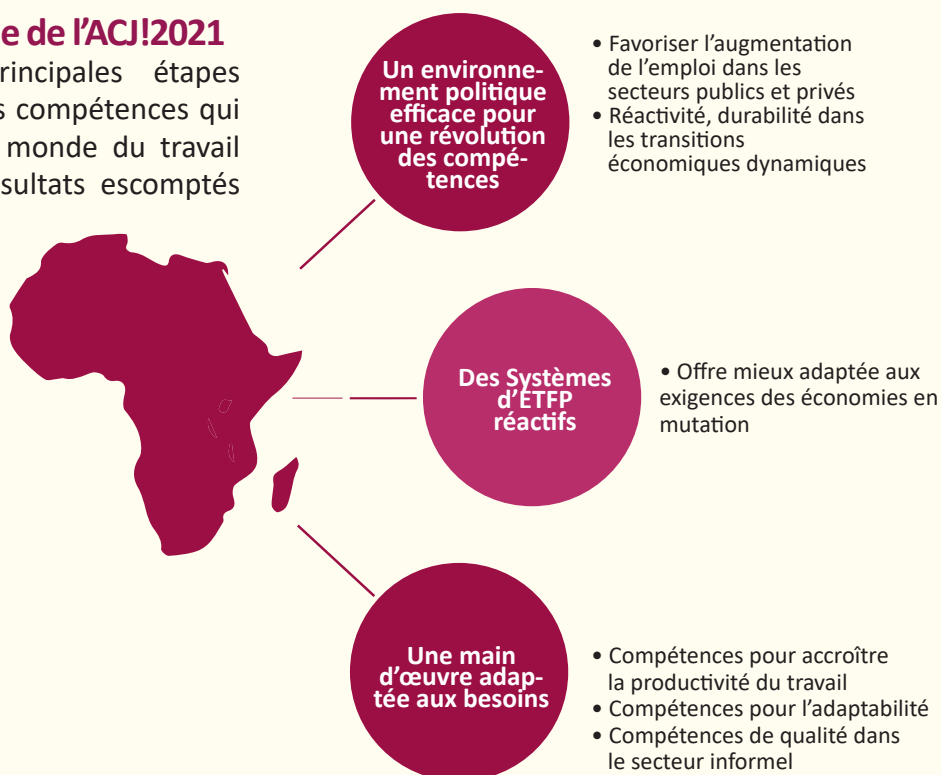 e de l’ACJ!2021
rincipales étapes
s compétences qui
monde du travail
sultats escomptés
Un environne-
ment politique
efficace pour
une révolution
des compé-
tences
• Favoriser l’augmentation
de l’emploi dans les
secteurs publics et privés
• Réactivité, durabilité dans
les transitions
économiques dynamiques
Des Systèmes
d’ETFP
réactifs
• Offre mieux adaptée aux
exigences des économies en
mutation
Une main
d’œuvre adap-
tée aux besoins
• Compétences pour accroître
la productivité du travail
• Compétences pour l’adaptabilité
• Compétences de qualité dans
le secteur informel